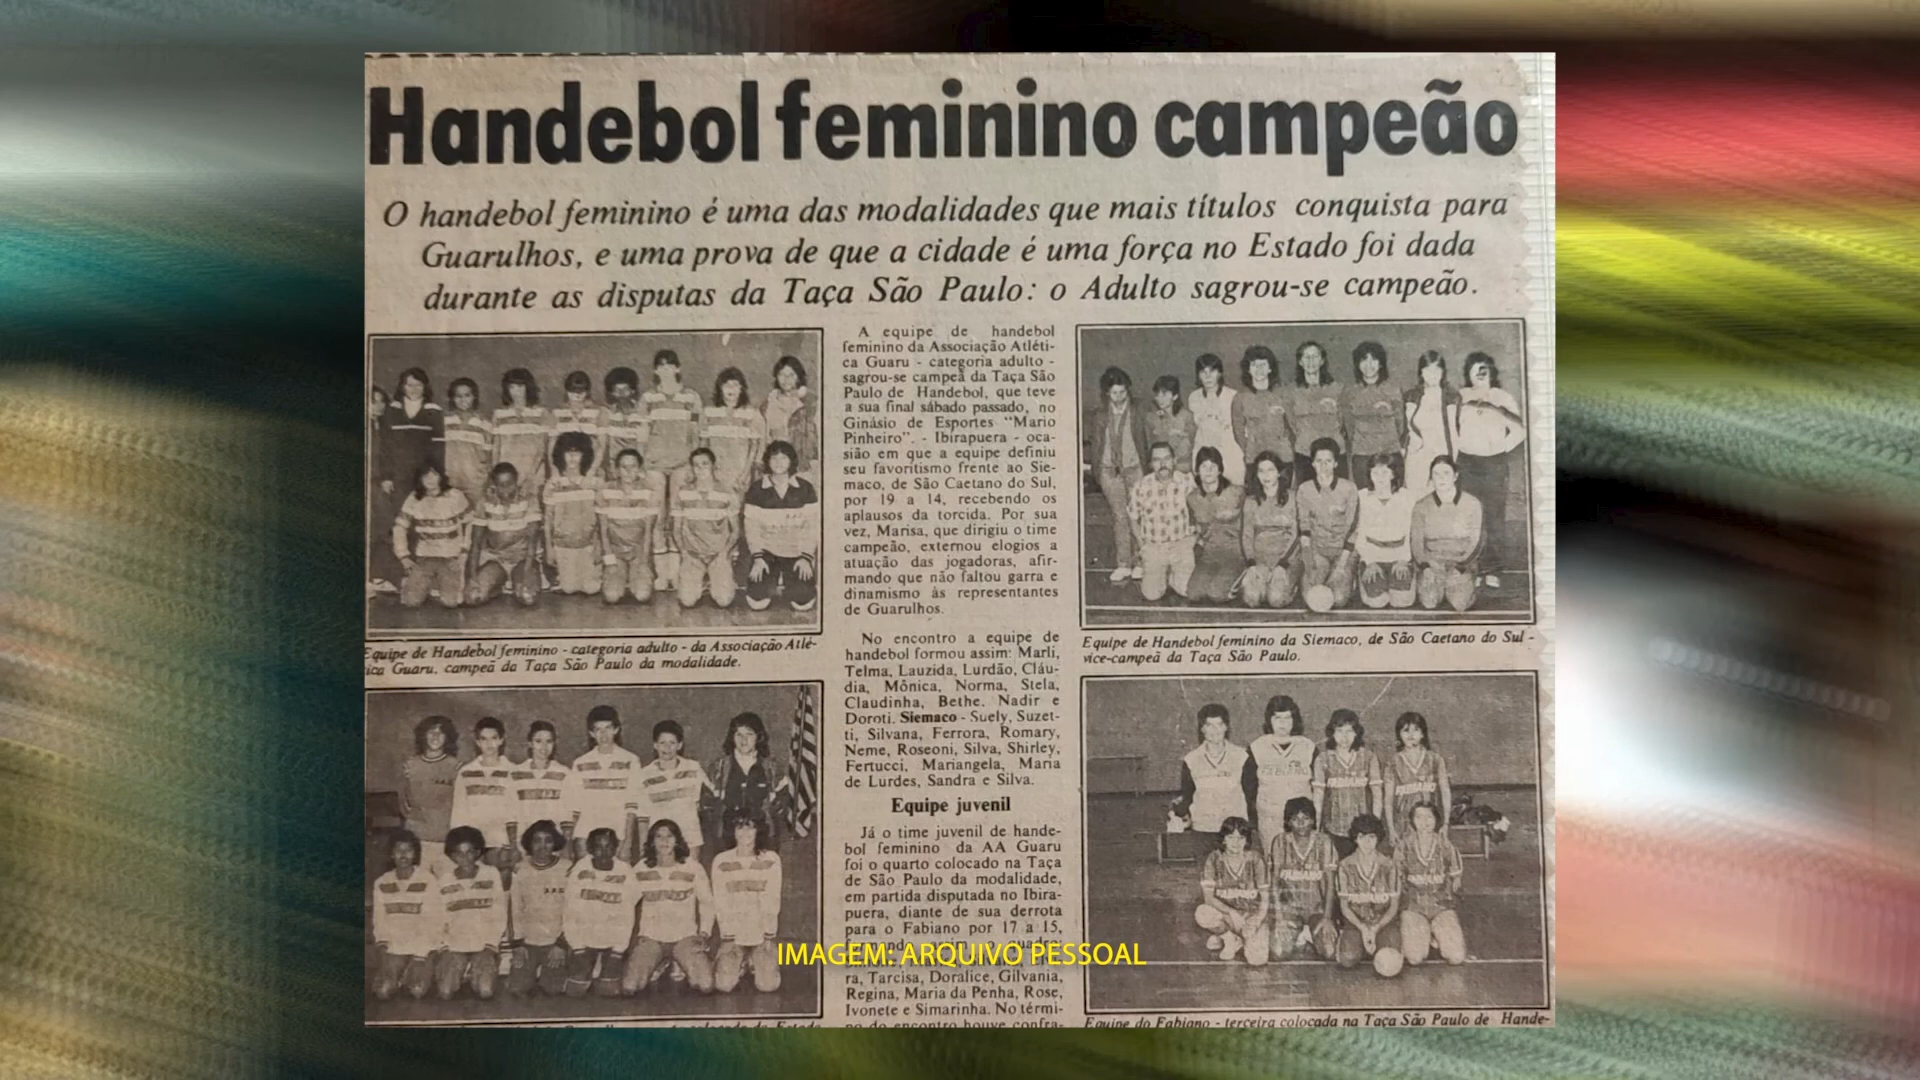 Handebol feminino campeão
O handebol feminino é uma das modalidades que mais títulos conquista para
Guarulhos, e uma prova de que a cidade é uma força no Estado foi dada
durante as disputas da Taça São Paulo: o Adulto sagrou-se campeão.
Equipe de Handebol feminino - categoria adulto - da Associação Atlé-
ica Guaru, campeã da Taça São Paulo da modalidade.
A equipe de handebol
feminino da Associação Atléti-
ca Guaru - categoria adulto -
sagrou-se campeã da Taça São
Paulo de Handebol, que teve
a sua final sábado passado, no
Ginásio de Esportes "Mario
Pinheiro". - Ibirapuera - oca-
sião em que a equipe definiu
seu favoritismo frente ao Sie-
maco, de São Caetano do Sul,
por 19 a 14, recebendo os
aplausos da torcida. Por sua
vez, Marisa, que dirigiu o time
campeão, externou elogios a
atuação das jogadoras, afir-
mando que não faltou garra e
dinamismo às representantes
de Guarulhos.
No encontro a equipe de
handebol formou assim: Marli,
Telma, Lauzida, Lurdão, Cláu-
dia, Mônica, Norma, Stela,
Claudinha, Bethe, Nadir e
Doroti. Siemaco - Suely, Suzet-
ti, Silvana, Ferrora, Romary,
Neme, Roseoni, Silva, Shirley,
Fertucci, Mariangela, Maria
de Lurdes, Sandra e Silva.
Equipe juvenil
Já o time juvenil de hande-
bol feminino da AA Guaru
foi o quarto colocado na Taça
de São Paulo da modalidade,
em partida disputada no Ibira-
puera, diante de sua derrota
para o Fabiano por 17 a 15,
ra, Tarcisa, Doralice, Gilvania,
Regina, Maria da Penha, Rose,
Ivonete e Simarinha. No térmi-
no do encontro houve confra-
Equipe de Handebol feminino da Siemaco, de São Caetano do Sul -
vice-campeã da Taça São Paulo.
Equipe do Fabiano - terceira colocada na Taça São Paulo de Hande-
IMAGEM: ARQUIVO PESSOAL